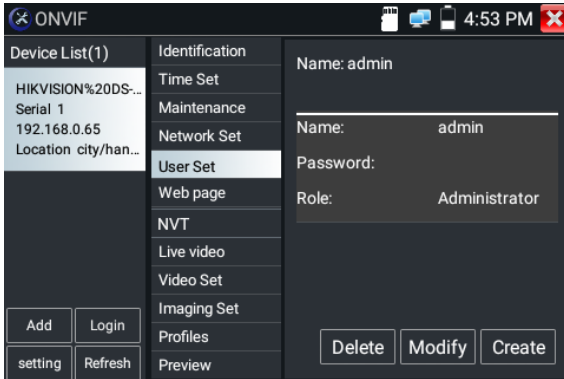 ONVIF
4:53 PM
Device List(1)
HIKVISION%20DS-...
Serial 1
192.168.0.65
Location city/han...
Add
Login
setting
Refresh
Identification
Time Set
Maintenance
Network Set
User Set
Web page
NVT
Live video
Video Set
Imaging Set
Profiles
Preview
Name: admin
Name: admin
Password:
Role: Administrator
Delete
Modify
Create